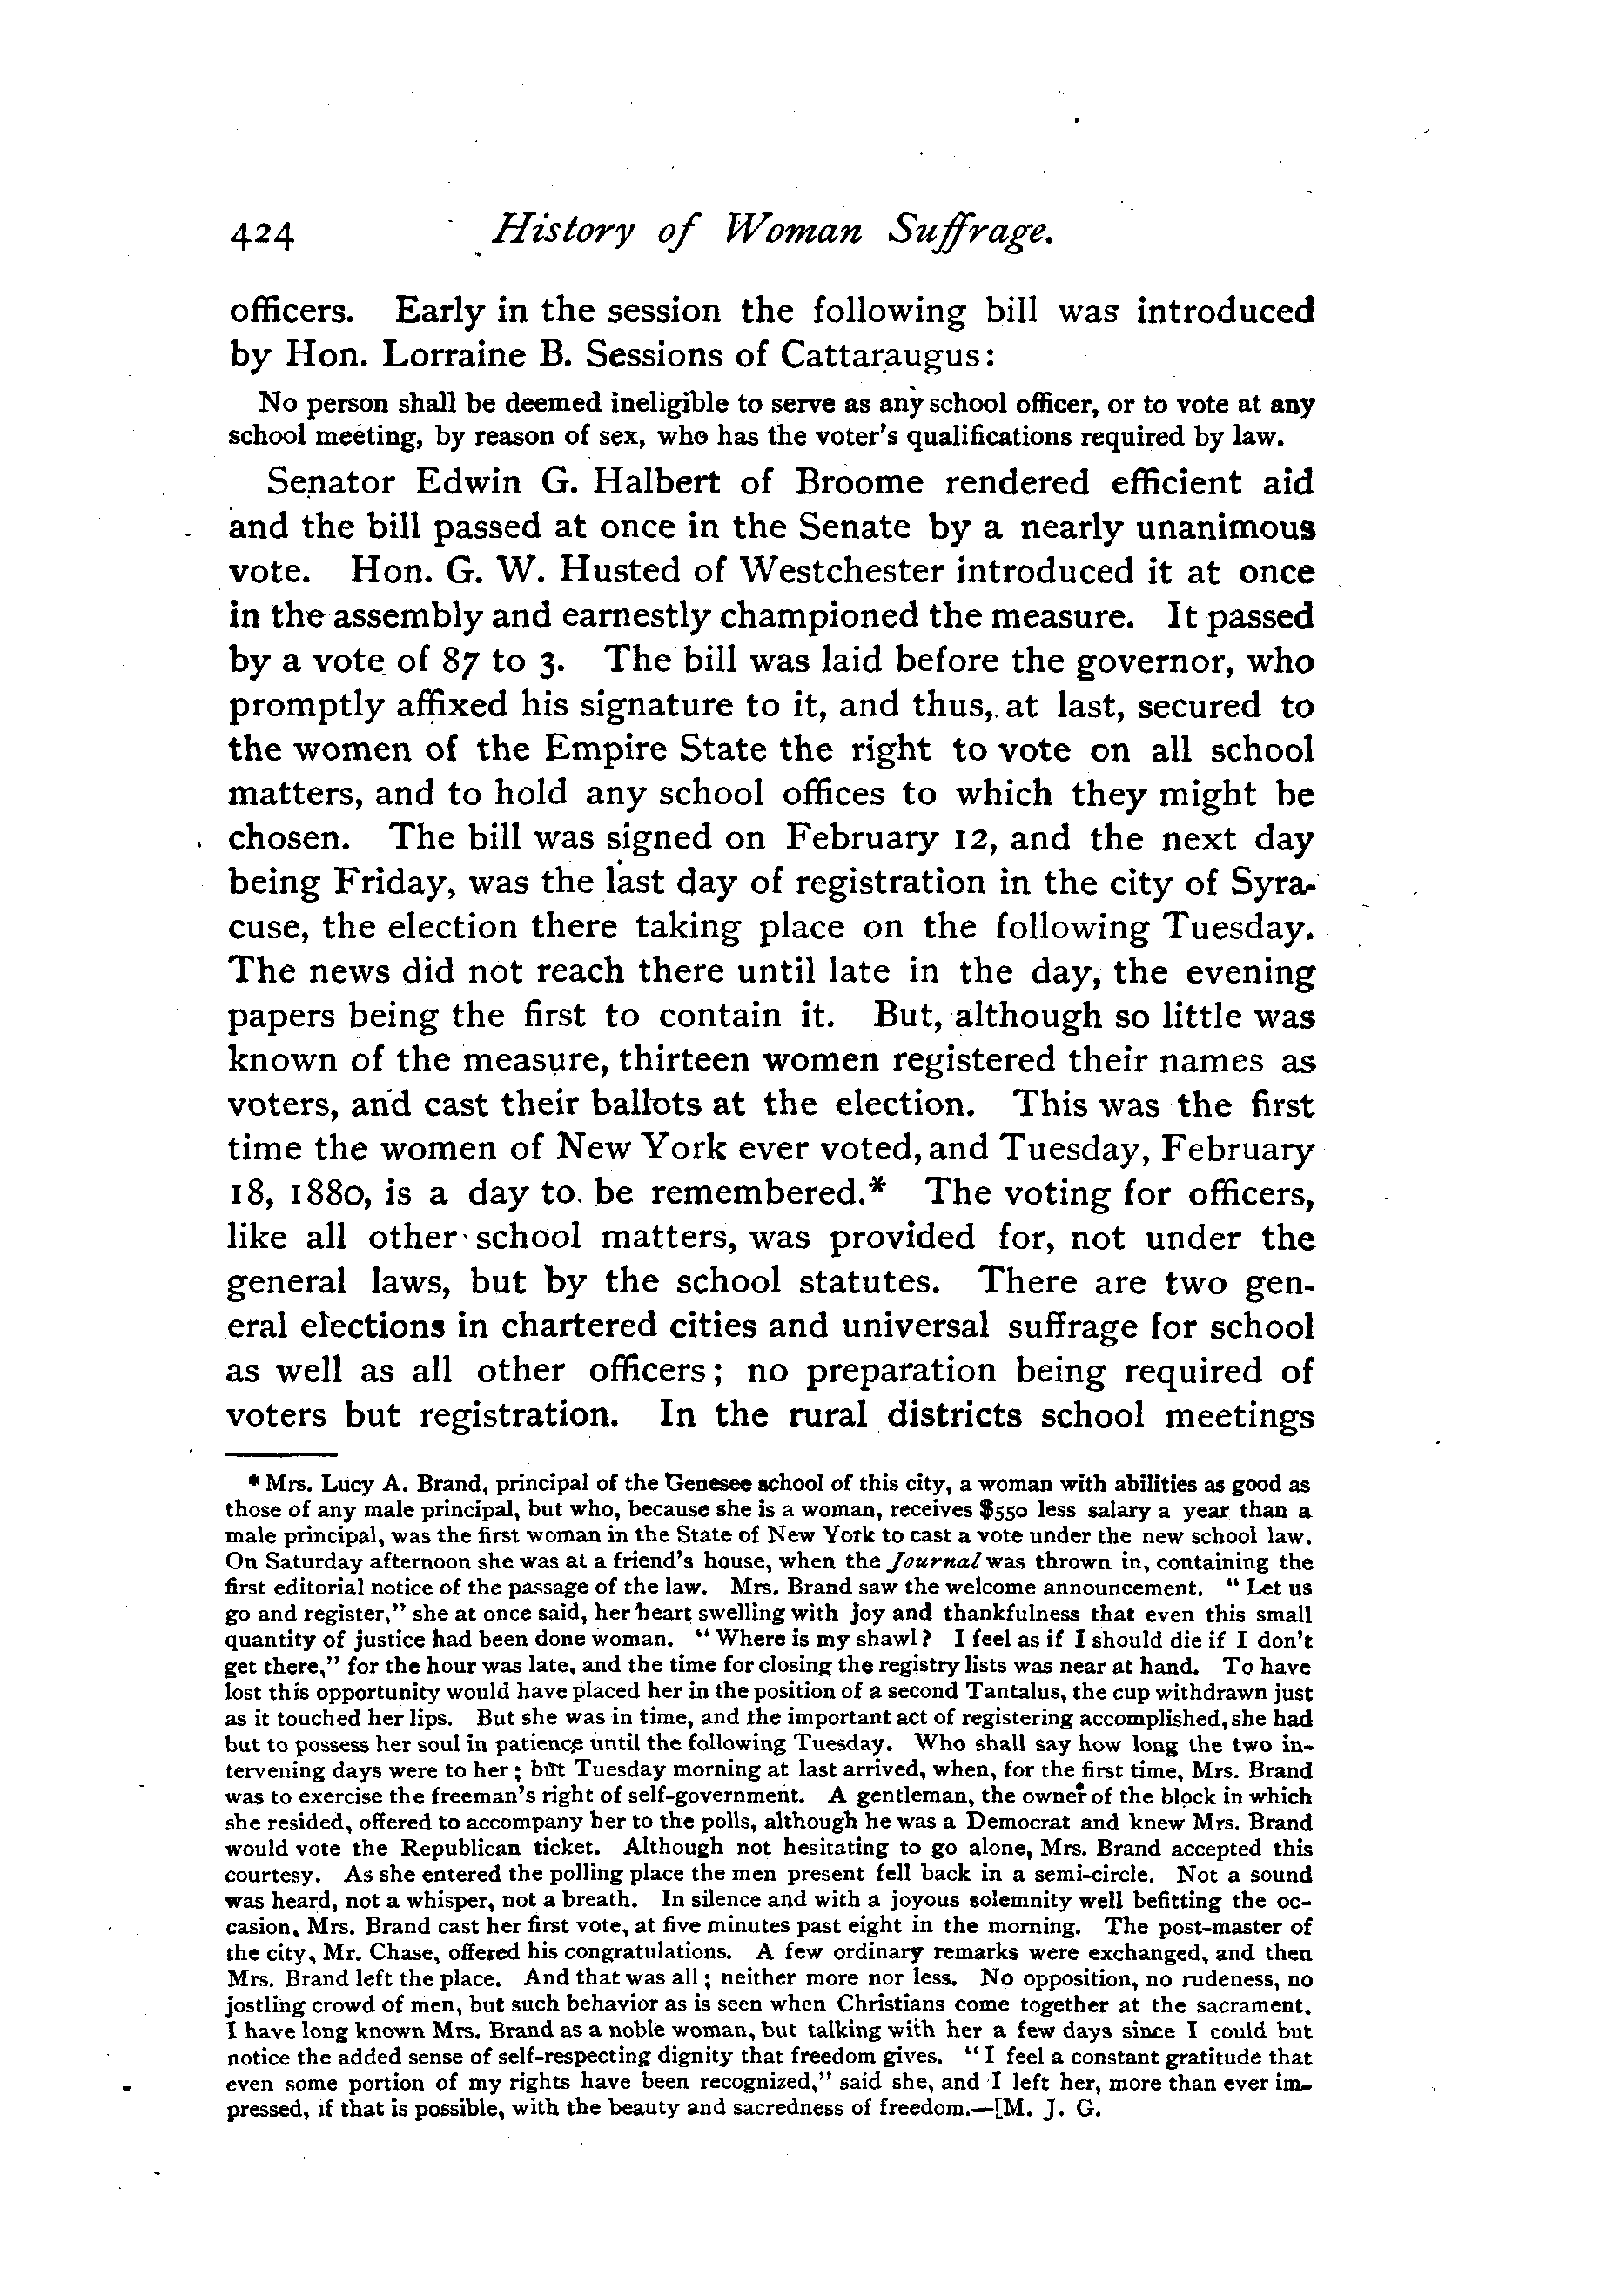 424 History of Woman Suffrage.
officers. Early in the session the following bill was introduced
by Hon. Lorraine B. Sessions of Cattaraugus:
No person shall be deemed ineligible to serve as any school officer, or to vote at any
school meeting, by reason of sex, who has the voter's qualifications required by law.
Senator Edwin G. Halbert of Broome rendered efficient aid
and the bill passed at once in the Senate by a nearly unanimous
vote. Hon. G. W. Husted of Westchester introduced it at once
in the assembly and earnestly championed the measure. It passed
by a vote of 87 to 3. The bill was laid before the governor, who
promptly affixed his signature to it, and thus, at last, secured to
the women of the Empire State the right to vote on all school
matters, and to hold any school offices to which they might be
chosen. The bill was signed on February 12, and the next day
being Friday, was the last day of registration in the city of Syra-
cuse, the election there taking place on the following Tuesday.
The news did not reach there until late in the day, the evening
papers being the first to contain it. But, although so little was
known of the measure, thirteen women registered their names as
voters, and cast their ballots at the election. This was the first
time the women of New York ever voted, and Tuesday, February
18, 1880, is a day to be remembered.* The voting for officers,
like all other school matters, was provided for, not under the
general laws, but by the school statutes. There are two gen-
eral elections in chartered cities and universal suffrage for school
as well as all other officers; no preparation being required of
voters but registration. In the rural districts school meetings
* Mrs. Lucy A. Brand, principal of the Genesee school of this city, a woman with abilities as good as
those of any male principal, but who, because she is a woman, receives $550 less salary a year than a
male principal, was the first woman in the State of New York to cast a vote under the new school law.
On Saturday afternoon she was at a friend's house, when the Journal was thrown in, containing the
first editorial notice of the passage of the law. Mrs. Brand saw the welcome announcement. "Let us
go and register," she at once said, her heart swelling with joy and thankfulness that even this small
quantity of justice had been done woman. "Where is my shawl? I feel as if I should die if I don't
get there," for the hour was late, and the time for closing the registry lists was near at hand. To have
lost this opportunity would have placed her in the position of a second Tantalus, the cup withdrawn just
as it touched her lips. But she was in time, and the important act of registering accomplished, she had
but to possess her soul in patience until the following Tuesday. Who shall say how long the two in-
tervening days were to her; but Tuesday morning at last arrived, when, for the first time, Mrs. Brand
was to exercise the freeman's right of self-government. A gentleman, the owner of the block in which
she resided, offered to accompany her to the polls, although he was a Democrat and knew Mrs. Brand
would vote the Republican ticket. Although not hesitating to go alone, Mrs. Brand accepted this
courtesy. As she entered the polling place the men present fell back in a semi-circle. Not a sound
was heard, not a whisper, not a breath. In silence and with a joyous solemnity well befitting the oc-
casion, Mrs. Brand cast her first vote, at five minutes past eight in the morning. The post-master of
the city, Mr. Chase, offered his congratulations. A few ordinary remarks were exchanged, and then
Mrs. Brand left the place. And that was all; neither more nor less. No opposition, no rudeness, no
jostling crowd of men, but such behavior as is seen when Christians come together at the sacrament.
I have long known Mrs. Brand as a noble woman, but talking with her a few days since I could but
notice the added sense of self-respecting dignity that freedom gives. "I feel a constant gratitude that
even some portion of my rights have been recognized," said she, and I left her, more than ever im-
pressed, if that is possible, with the beauty and sacredness of freedom.—[M. J. G.